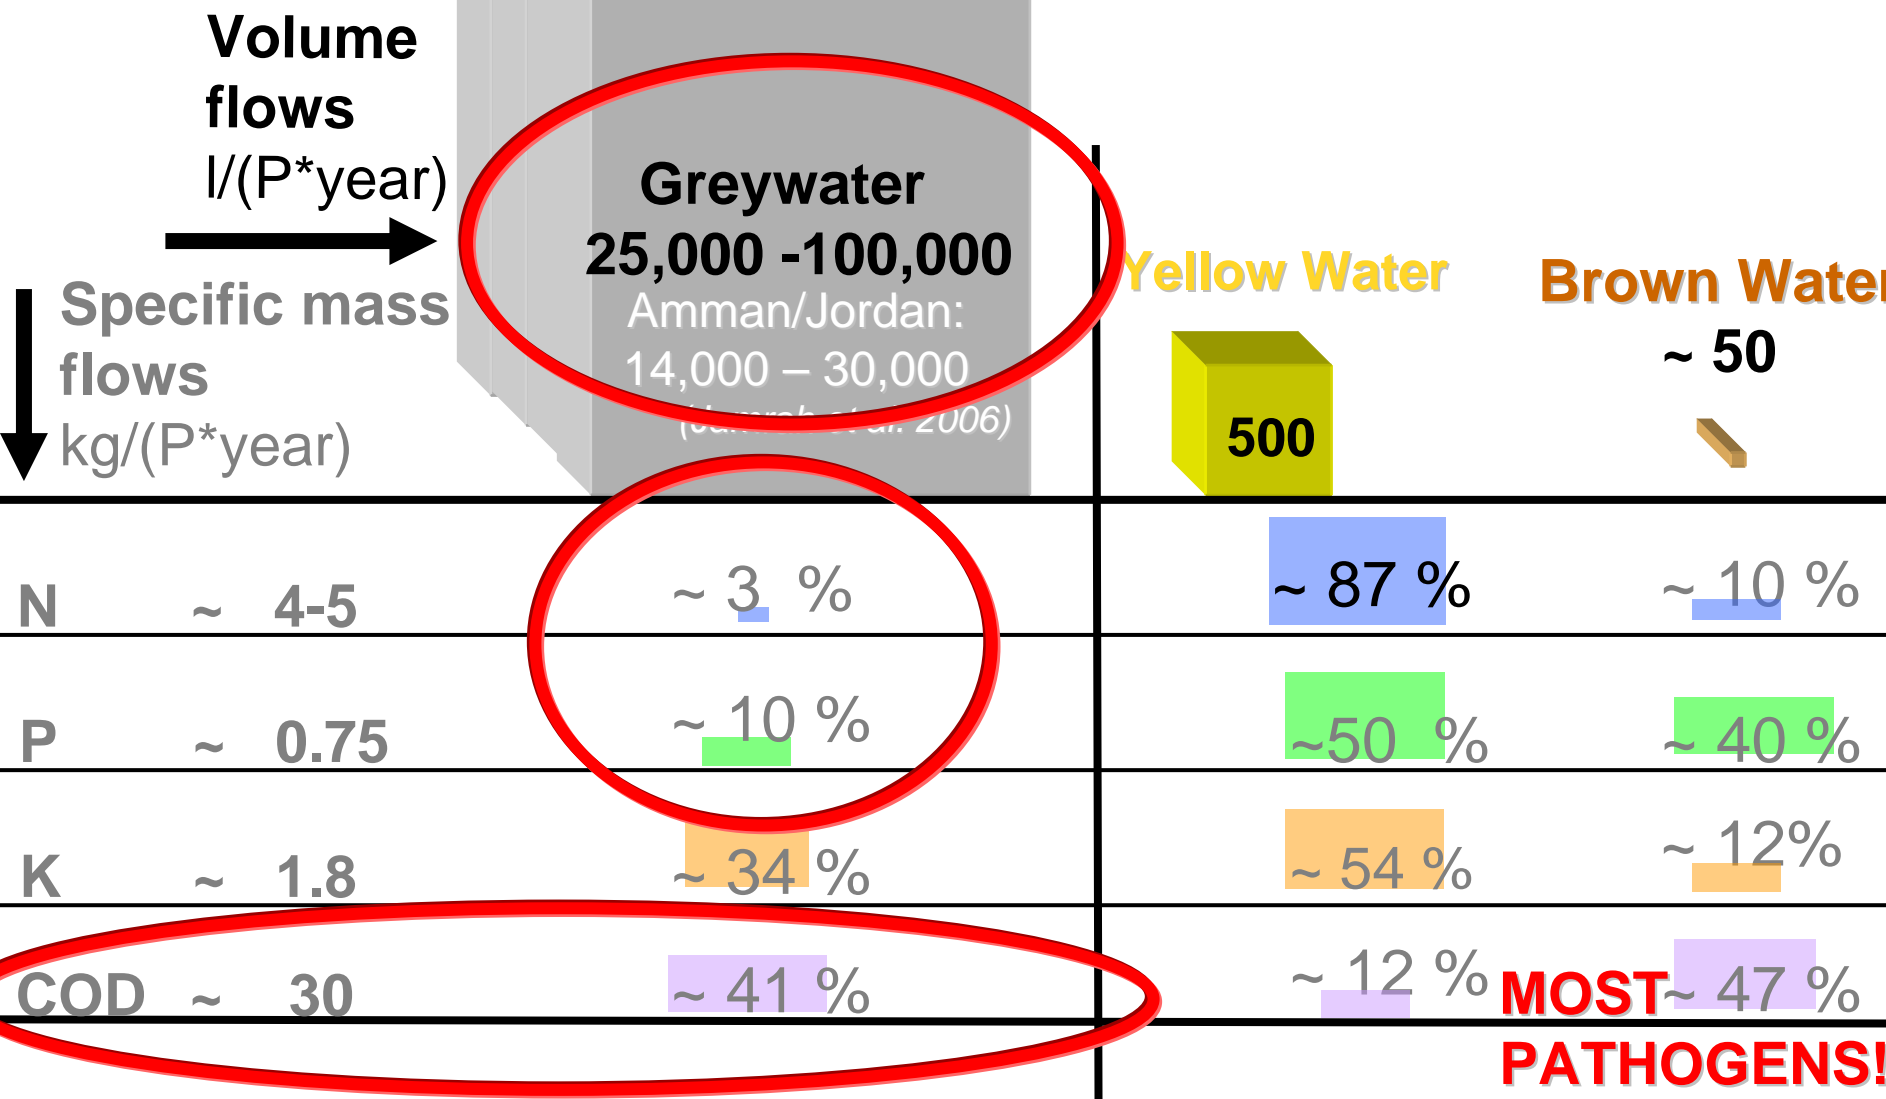 Volume
flows
l/(P*year)
Specific mass
flows
kg/(P*year)
Greywater
25,000 -100,000
Amman/Jordan:
14,000 – 30,000
et al. 2006)
Yellow Water
500
Brown Water
~ 50
N ~ 4-5 ~ 3 % ~ 87 % ~ 10 %
P ~ 0.75 ~ 10 % ~50 % ~ 40 %
K ~ 1.8 ~ 34 % ~ 54 % ~ 12%
COD ~ 30 ~ 41 % ~ 12 % ~ 47 %
MOST
PATHOGENS!